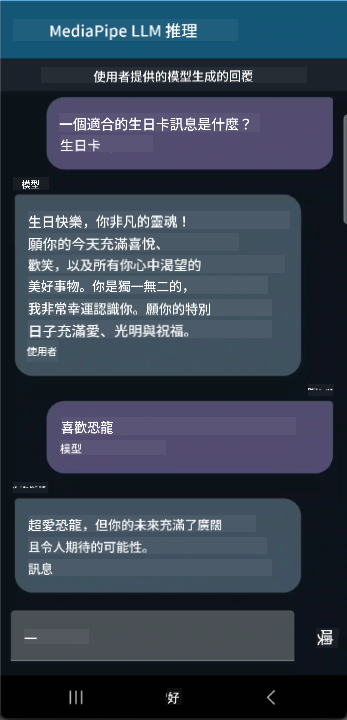 MediaPipe LLM 推理
使用者提供的模型生成的回覆
一個適合的生日卡訊息是什麼？
生日卡
模型
生日快樂，你非凡的靈魂！
願你的今天充滿喜悅、
歡笑，以及所有你心中渴望的
美好事物。你是獨一無二的，
我非常幸運認識你。願你的特別
日子充滿愛、光明與祝福。
使用者
喜歡恐龍
模型
超愛恐龍，但你的未來充滿了廣闊
且令人期待的可能性。
訊息
好